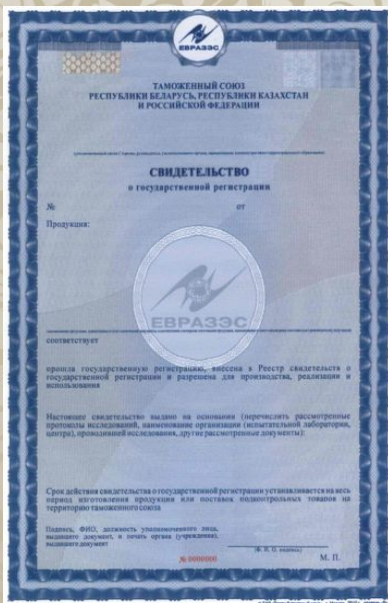 ЕВРАЗЭС
ТАМОЖЕННЫЙ СОЮЗ
РЕСПУБЛИКИ БЕЛАРУСЬ, РЕСПУБЛИКИ КАЗАХСТАН
И РОССИЙСКОЙ ФЕДЕРАЦИИ
СВИДЕТЕЛЬСТВО
о государственной регистрации
№ от
Продукция:
ЕВРАЗЭС
соответствует
прошла государственную регистрацию, внесена в Реестр свидетельств о
государственной регистрации и разрешена для производства, реализации и
использования
Настоящее свидетельство выдано на основании (перечислить рассмотренные
протоколы исследований, наименование организации (испытательной лаборатории,
центра), проводившей исследования, другие рассмотренные документы):
Срок действия свидетельства о государственной регистрации устанавливается на весь
период изготовления продукции или поставок подконтрольных товаров на
территорию таможенного союза
Подпись, ФИО, должность уполномоченного лица,
выдавшего документ, и печать органа (учреждения),
выдавшего документ
(Ф. И. О. подпись)
№ 0000000
М. П.